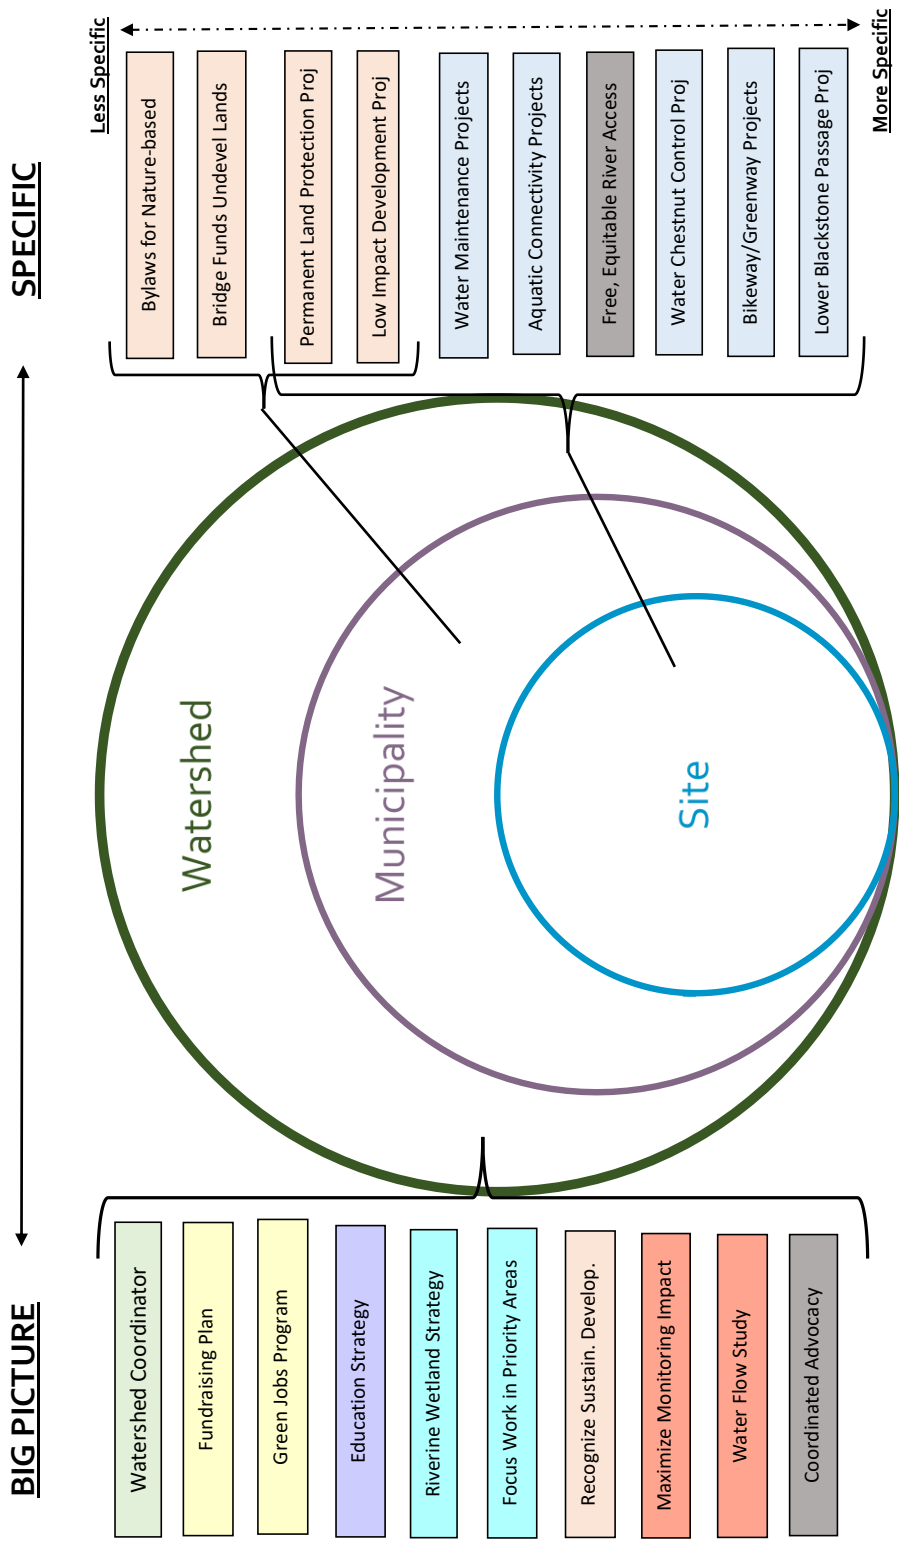 BIG PICTURE
SPECIFIC
Watershed Coordinator
Fundraising Plan
Green Jobs Program
Education Strategy
Riverine Wetland Strategy
Focus Work in Priority Areas
Recognize Sustain. Develop.
Maximize Monitoring Impact
Water Flow Study
Coordinated Advocacy
Watershed
Municipality
Site
Less Specific
Bylaws for Nature-based
Bridge Funds Undevel Lands
Permanent Land Protection Proj
Low Impact Development Proj
Water Maintenance Projects
Aquatic Connectivity Projects
Free, Equitable River Access
Water Chestnut Control Proj
Bikeway/Greenway Projects
Lower Blackstone Passage Proj
More Specific